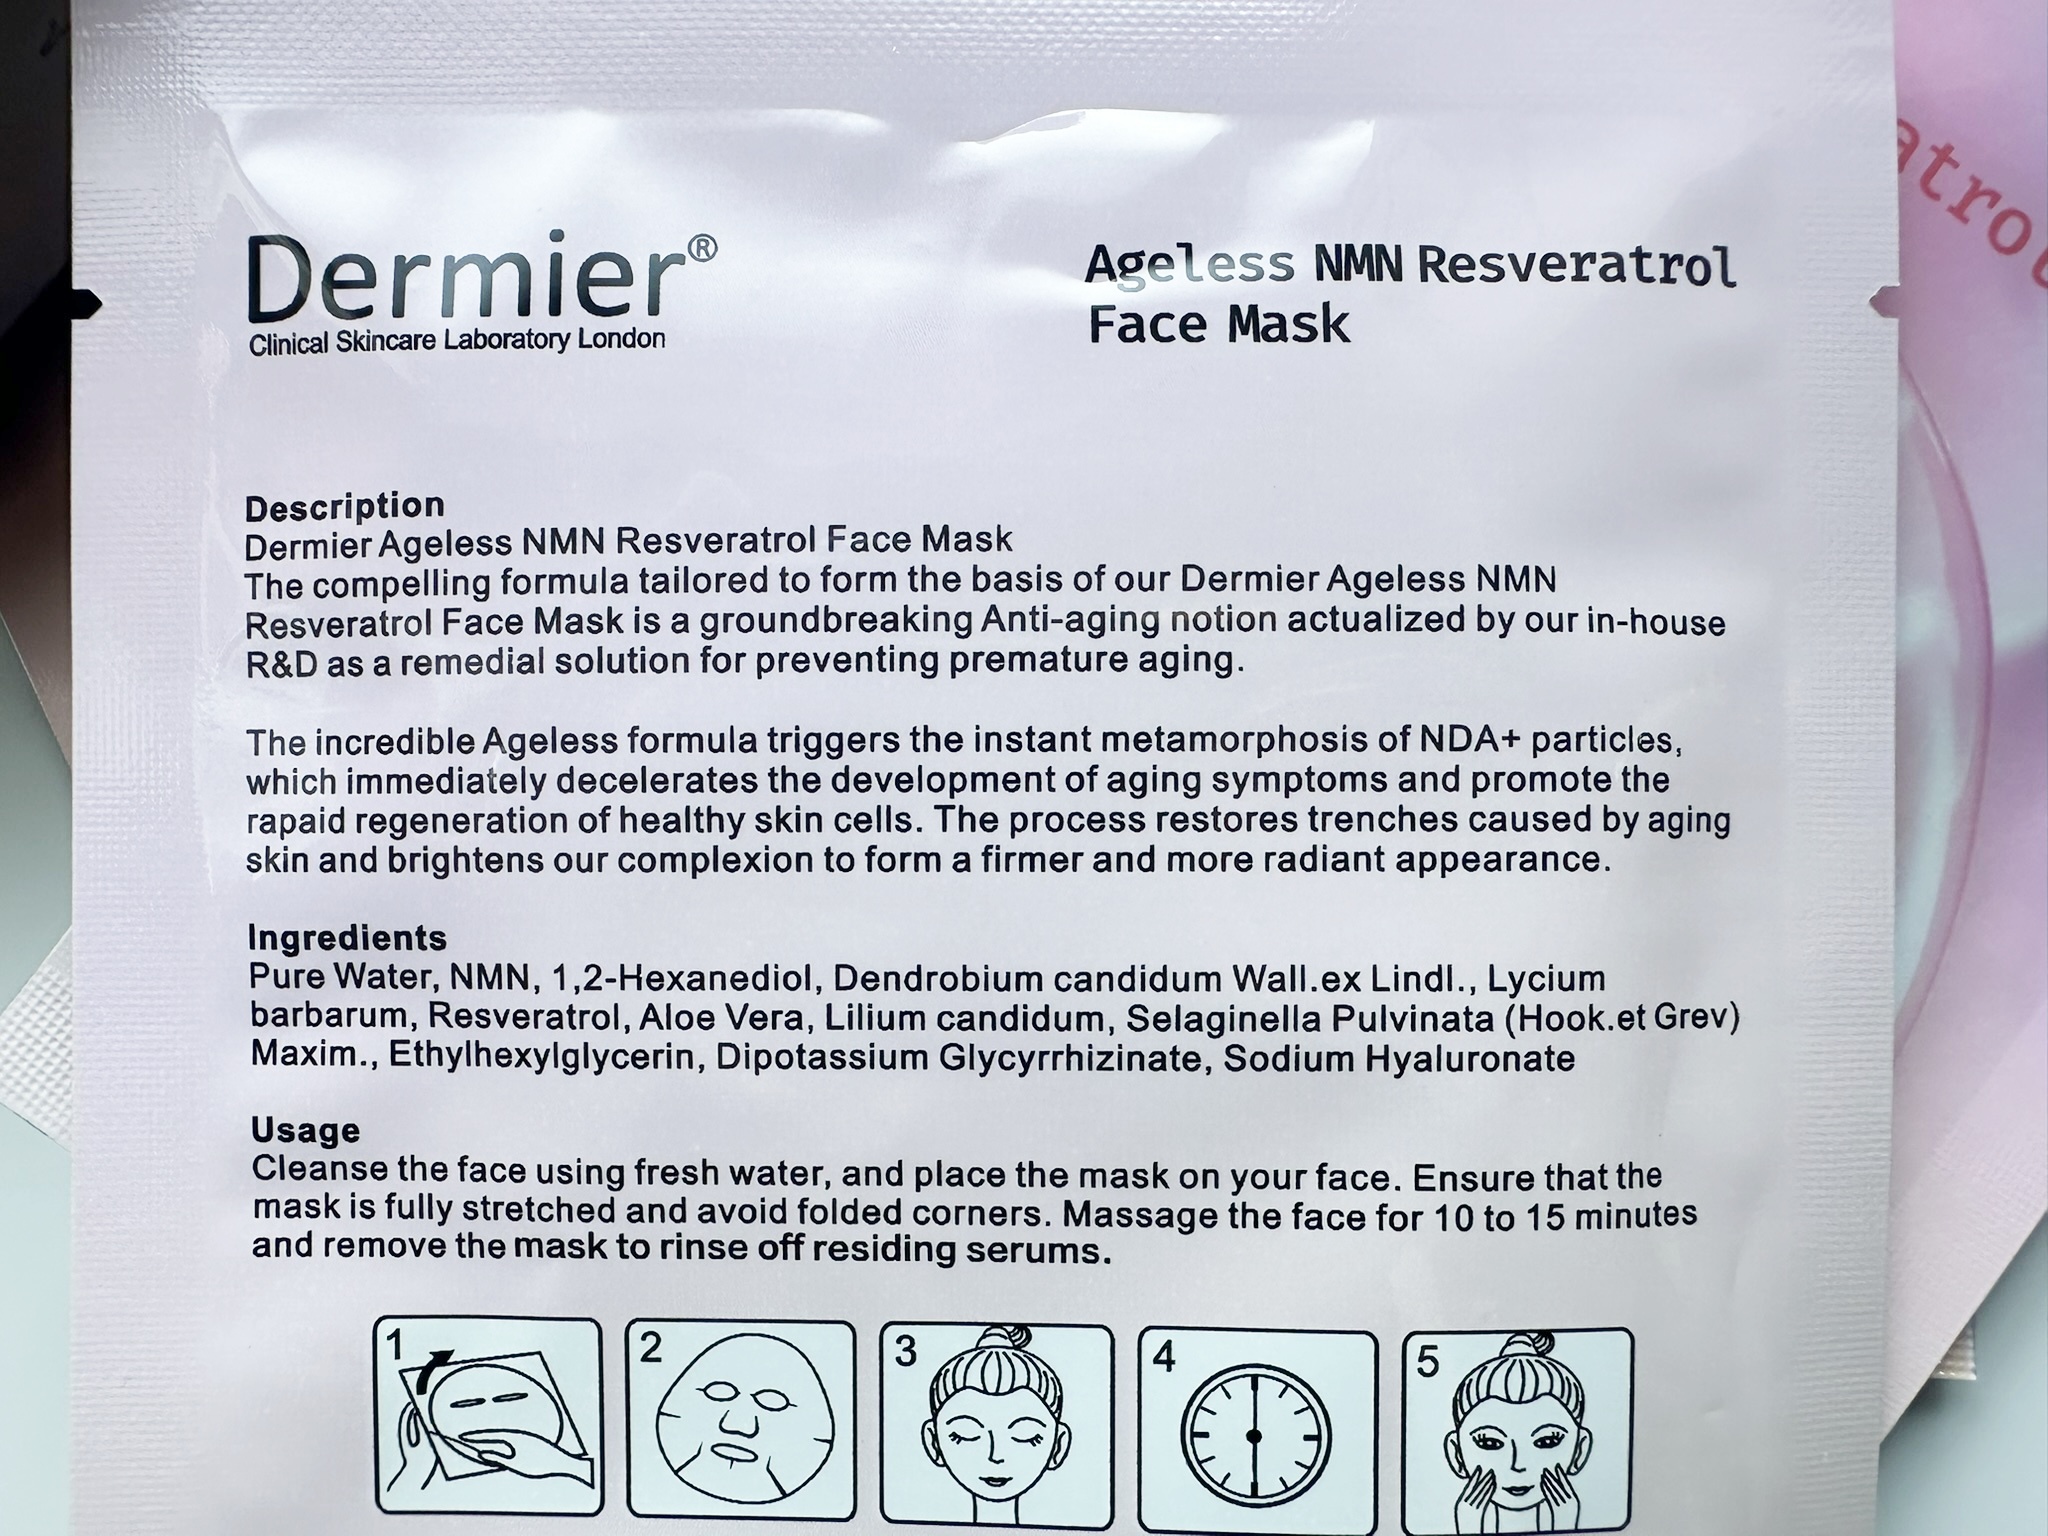 Dermier®
Clinical Skincare Laboratory London
Ageless NMN Resveratrol
Face Mask
atrol
Description
Dermier Ageless NMN Resveratrol Face Mask
The compelling formula tailored to form the basis of our Dermier Ageless NMN
Resveratrol Face Mask is a groundbreaking Anti-aging notion actualized by our in-house
R&D as a remedial solution for preventing premature aging.
The incredible Ageless formula triggers the instant metamorphosis of NDA+ particles,
which immediately decelerates the development of aging symptoms and promote the
rapaid regeneration of healthy skin cells. The process restores trenches caused by aging
skin and brightens our complexion to form a firmer and more radiant appearance.
Ingredients
Pure Water, NMN, 1,2-Hexanediol, Dendrobium candidum Wall.ex Lindl., Lycium
barbarum, Resveratrol, Aloe Vera, Lilium candidum, Selaginella Pulvinata (Hook.et Grev)
Maxim., Ethylhexylglycerin, Dipotassium Glycyrrhizinate, Sodium Hyaluronate
Usage
Cleanse the face using fresh water, and place the mask on your face. Ensure that the
mask is fully stretched and avoid folded corners. Massage the face for 10 to 15 minutes
and remove the mask to rinse off residing serums.
1 2 3 4 5